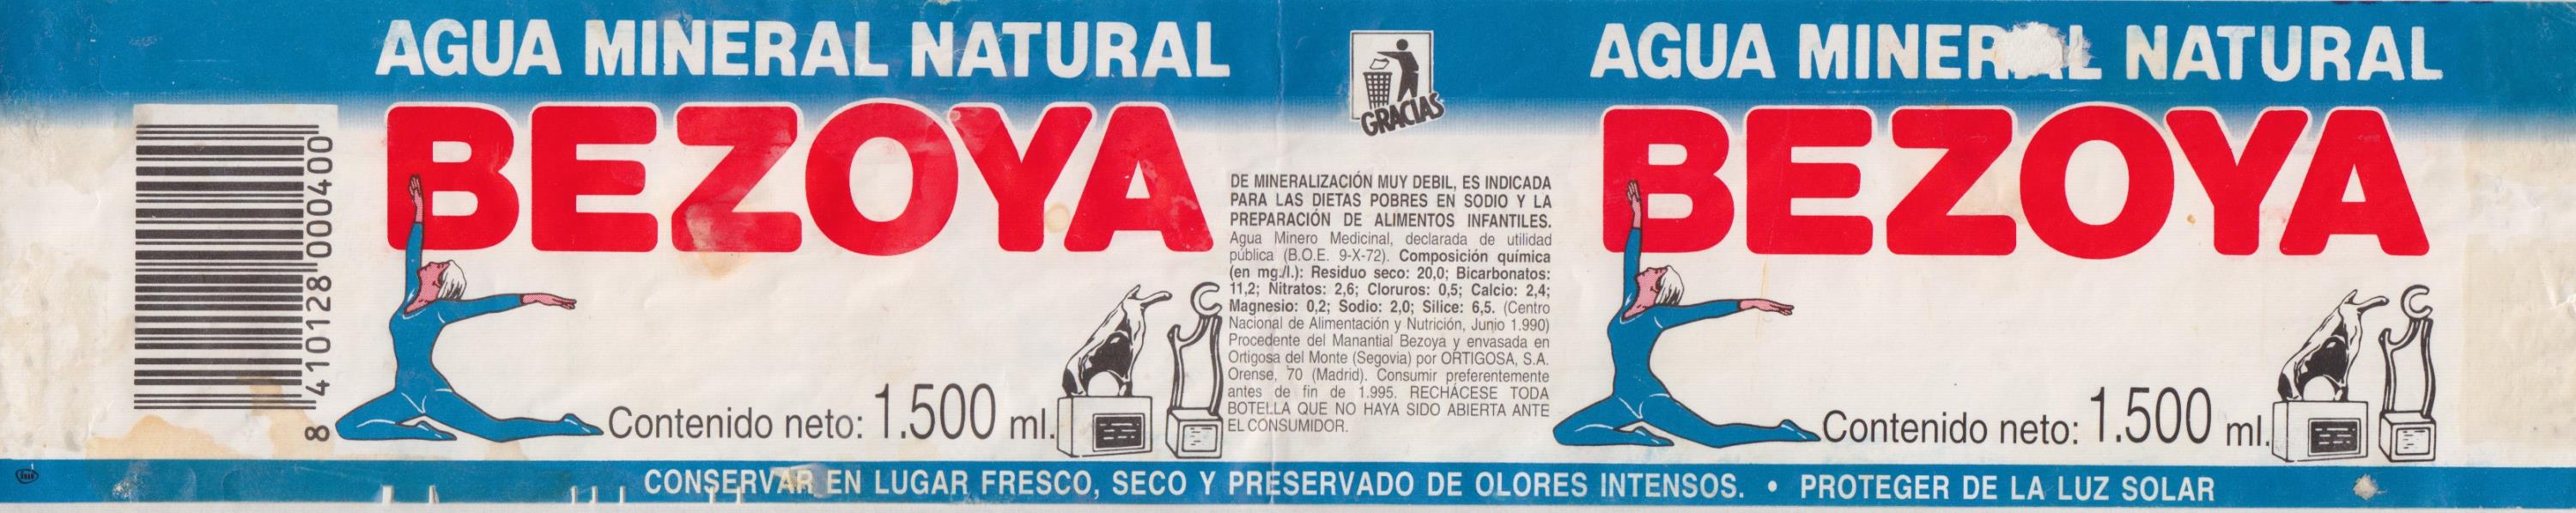 AGUA MINERAL NATURAL
BEZOYA
8 410128 000400
Contenido neto: 1.500 ml.
GRACIAS
DE MINERALIZACIÓN MUY DEBIL, ES INDICADA
PARA LAS DIETAS POBRES EN SODIO Y LA
PREPARACIÓN DE ALIMENTOS INFANTILES.
Agua Minero Medicinal, declarada de utilidad
pública (B.O.E. 9-X-72). Composición química
(en mg./l.): Residuo seco: 20,0; Bicarbonatos:
11,2; Nitratos: 2,6; Cloruros: 0,5; Calcio: 2,4;
Magnesio: 0,2; Sodio: 2,0; Silice: 6,5. (Centro
Nacional de Alimentación y Nutrición, Junio 1.990)
Procedente del Manantial Bezoya y envasada en
Ortigosa del Monte (Segovia) por ORTIGOSA, S.A.
Orense, 70 (Madrid). Consumir preferentemente
antes de fin de 1.995. RECHÁCESE TODA
BOTELLA QUE NO HAYA SIDO ABIERTA ANTE
EL CONSUMIDOR.
AGUA MINERAL NATURAL
BEZOYA
Contenido neto: 1.500 ml.
CONSERVAR EN LUGAR FRESCO, SECO Y PRESERVADO DE OLORES INTENSOS. • PROTEGER DE LA LUZ SOLAR